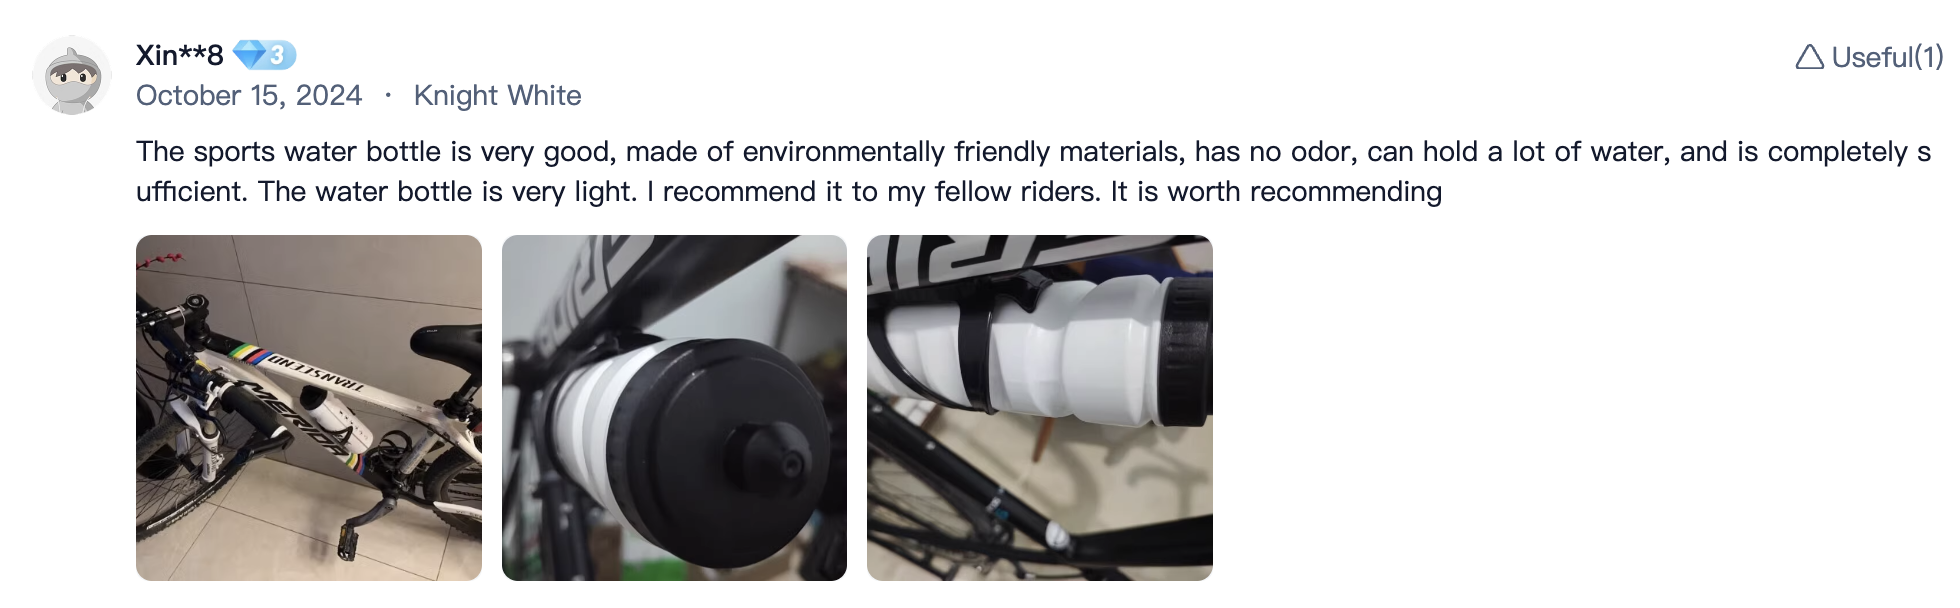 Xin**8 3
Useful(1)
October 15, 2024 · Knight White
The sports water bottle is very good, made of environmentally friendly materials, has no odor, can hold a lot of water, and is completely s
ufficient. The water bottle is very light. I recommend it to my fellow riders. It is worth recommending
TRANSCEND
MERIDA